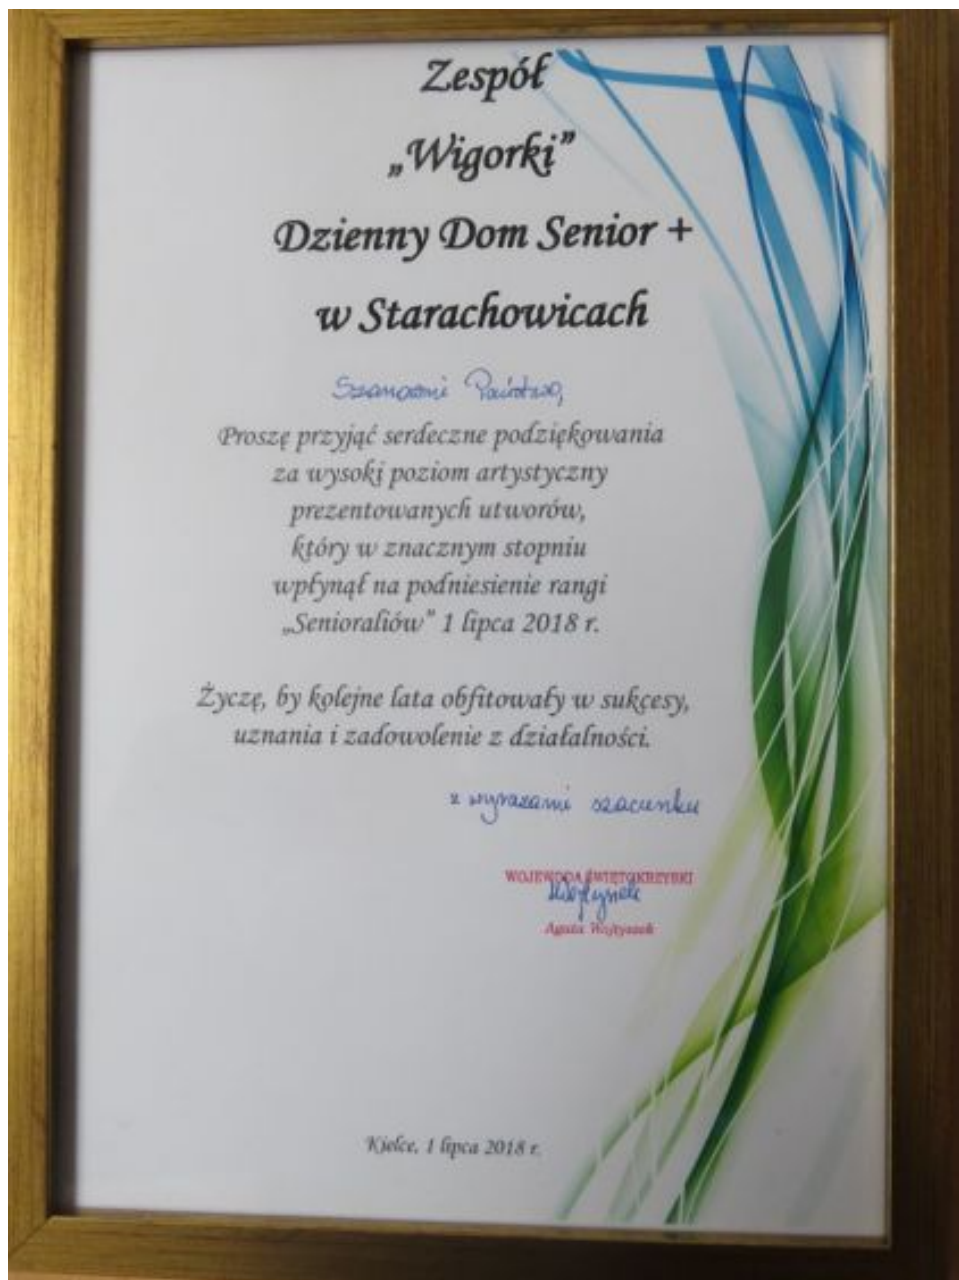 Zespół
„Wigorki”
Dzienny Dom Senior +
w Starachowicach
Szanowni Państwo,
Proszę przyjąć serdeczne podziękowania
za wysoki poziom artystyczny
prezentowanych utworów,
który w znacznym stopniu
wpłynął na podniesienie rangi
„Senioraliów” 1 lipca 2018 r.
Życzę, by kolejne lata obfitowały w sukcesy,
uznania i zadowolenie z działalności.
z wyrazami szacunku
WOJEWODA ŚWIĘTOKRZYSKI
Agata Wojtyszek
Kielce, 1 lipca 2018 r.